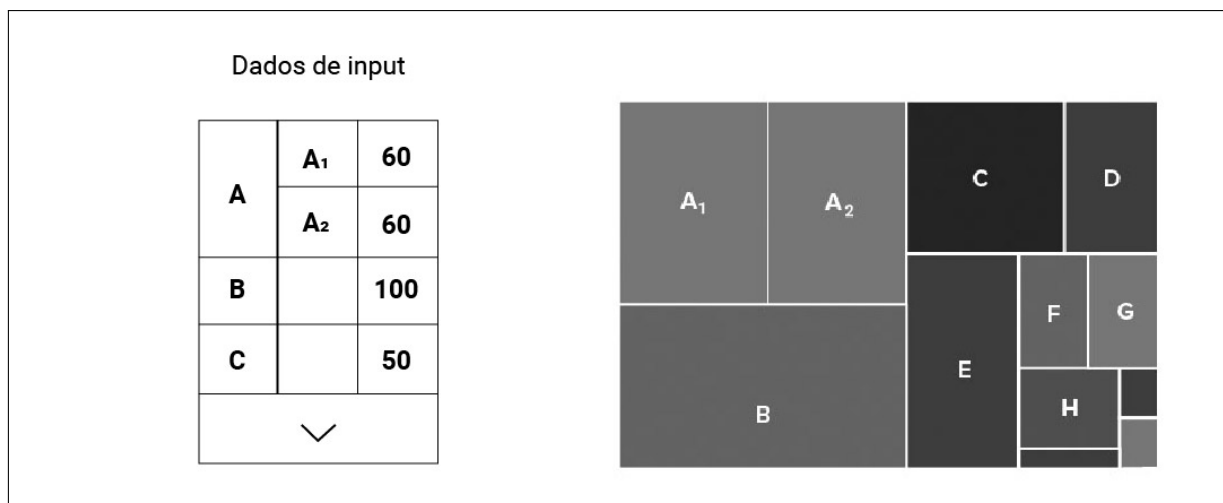 Dados de input
A A₁ 60
A₂ 60
B 100
C 50
A₁ A₂ C D
B E F G
H